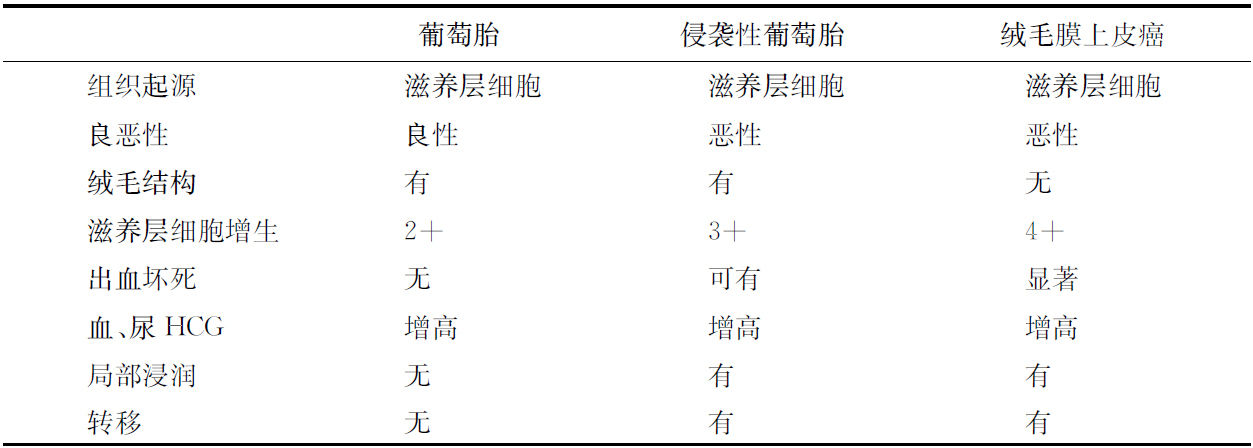 葡萄胎 侵袭性葡萄胎 绒毛膜上皮癌
组织起源 滋养层细胞 滋养层细胞 滋养层细胞
良恶性 良性 恶性 恶性
绒毛结构 有 有 无
滋养层细胞增生 2+ 3+ 4+
出血坏死 无 可有 显著
血、尿 HCG 增高 增高 增高
局部浸润 无 有 有
转移 无 有 有